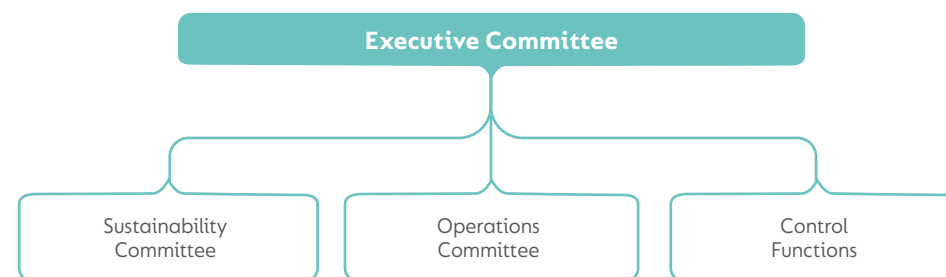 Executive Committee
Sustainability
Committee
Operations
Committee
Control
Functions